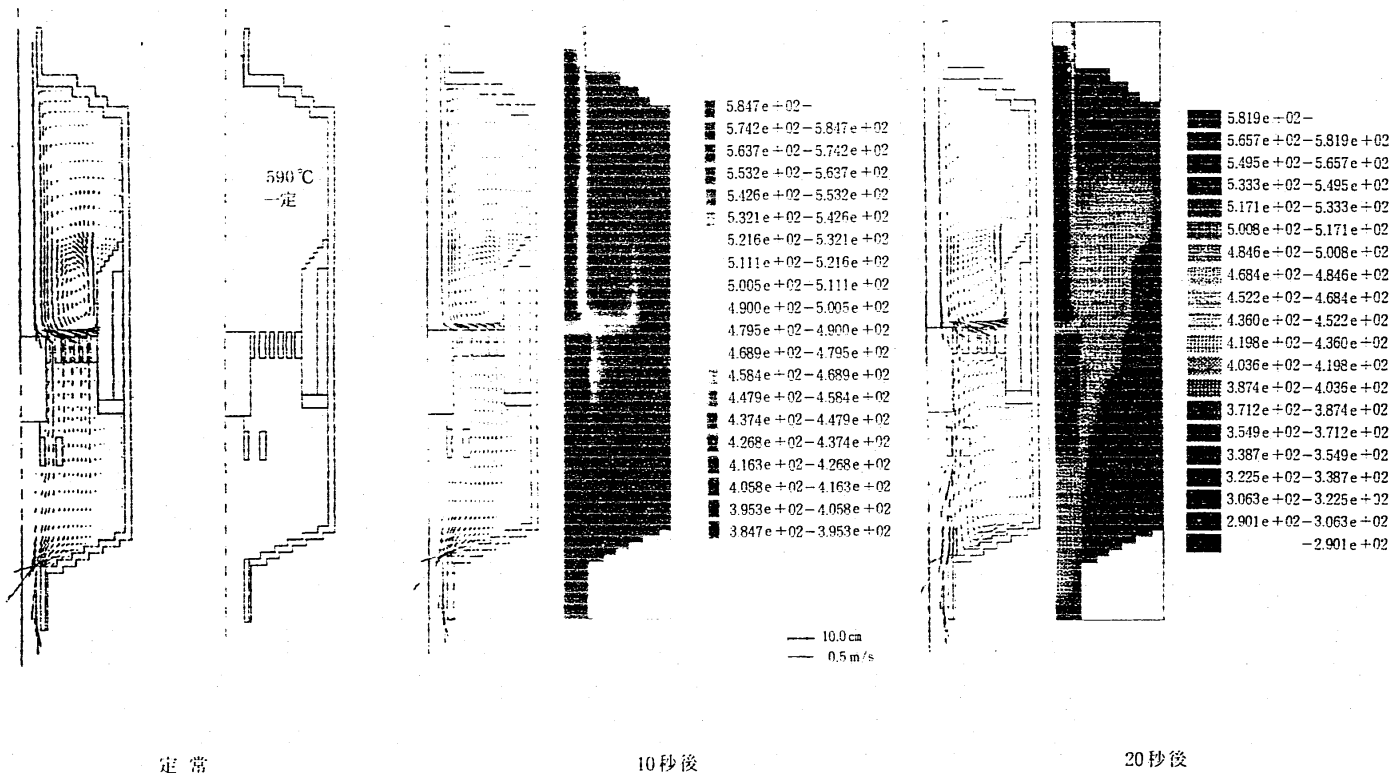 590℃
一定
5.847e+02-
5.742e+02-5.847e+02
5.637e+02-5.742e+02
5.532e+02-5.637e+02
5.426e+02-5.532e+02
5.321e+02-5.426e+02
5.216e+02-5.321e+02
5.111e+02-5.216e+02
5.005e+02-5.111e+02
4.900e+02-5.005e+02
4.795e+02-4.900e+02
4.689e+02-4.795e+02
4.584e+02-4.689e+02
4.479e+02-4.584e+02
4.374e+02-4.479e+02
4.268e+02-4.374e+02
4.163e+02-4.268e+02
4.058e+02-4.163e+02
3.953e+02-4.058e+02
3.847e+02-3.953e+02
10.0cm
0.5m/s
5.819e+02-
5.657e+02-5.819e+02
5.495e+02-5.657e+02
5.333e+02-5.495e+02
5.171e+02-5.333e+02
5.008e+02-5.171e+02
4.846e+02-5.008e+02
4.684e+02-4.846e+02
4.522e+02-4.684e+02
4.360e+02-4.522e+02
4.198e+02-4.360e+02
4.036e+02-4.198e+02
3.874e+02-4.036e+02
3.712e+02-3.874e+02
3.549e+02-3.712e+02
3.387e+02-3.549e+02
3.225e+02-3.387e+02
3.063e+02-3.225e+02
2.901e+02-3.063e+02
-2.901e+02
定常
10秒後
20秒後